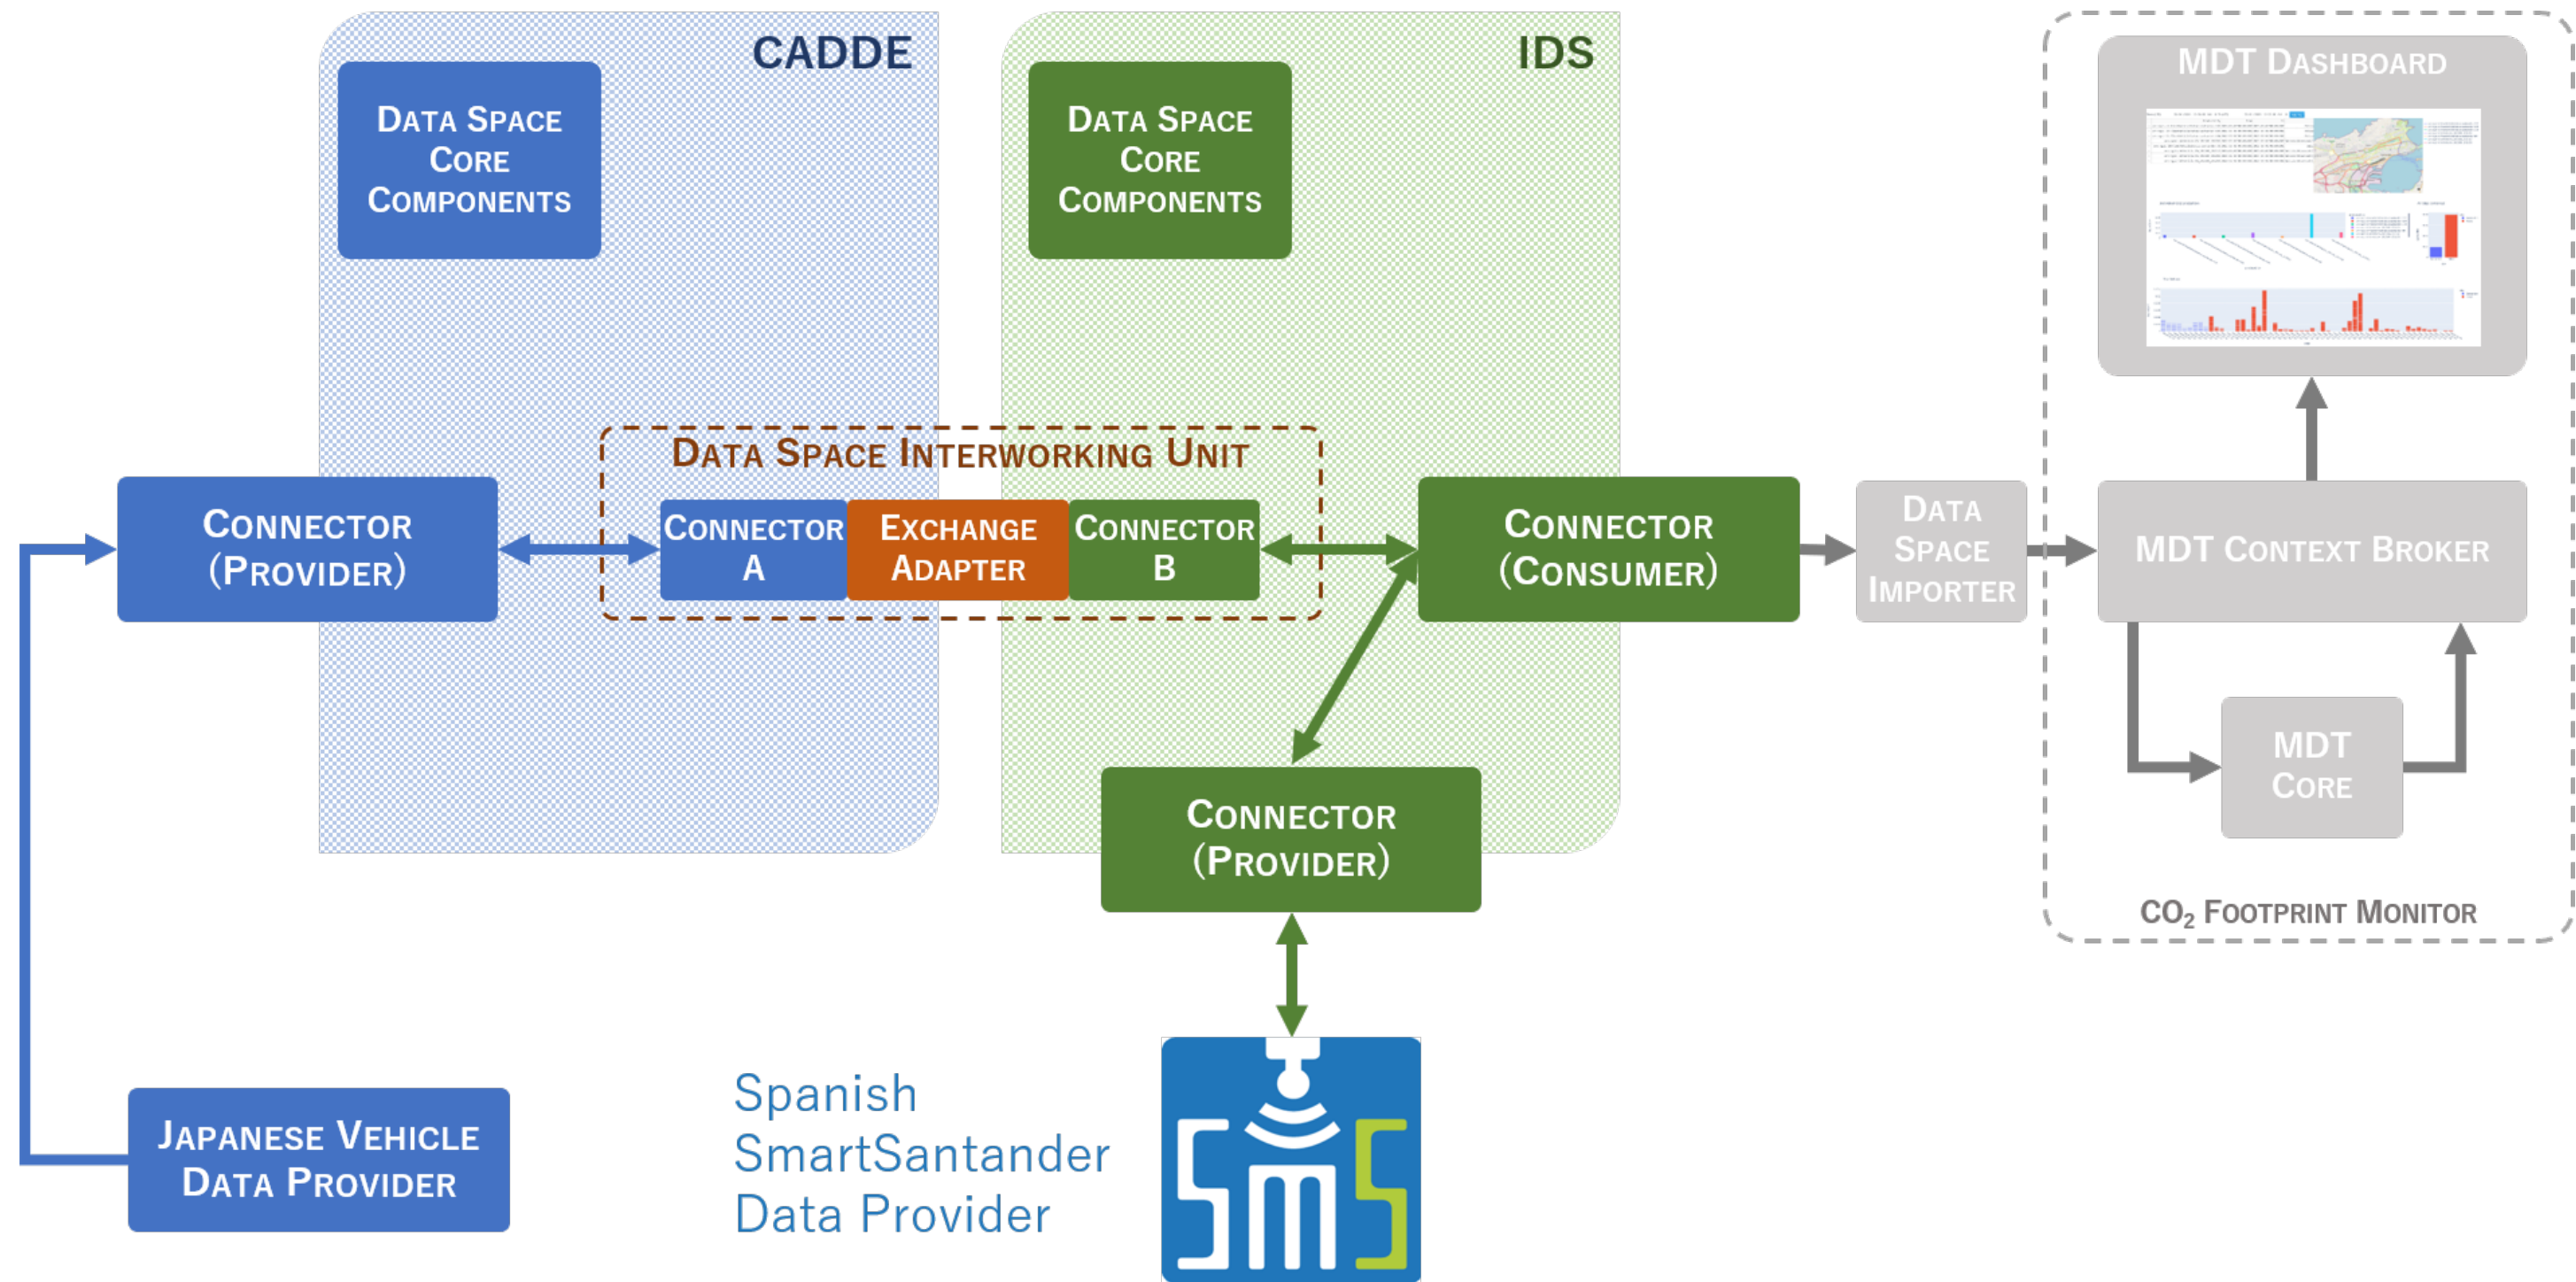 CADDE
DATA SPACE
CORE
COMPONENTS
IDS
DATA SPACE
CORE
COMPONENTS
MDT DASHBOARD
DATA SPACE INTERWORKING UNIT
CONNECTOR
(PROVIDER)
CONNECTOR
A
EXCHANGE
ADAPTER
CONNECTOR
B
CONNECTOR
(CONSUMER)
DATA
SPACE
IMPORTER
MDT CONTEXT BROKER
MDT
CORE
CONNECTOR
(PROVIDER)
CO₂ FOOTPRINT MONITOR
JAPANESE VEHICLE
DATA PROVIDER
Spanish
SmartSantander
Data Provider
SmS